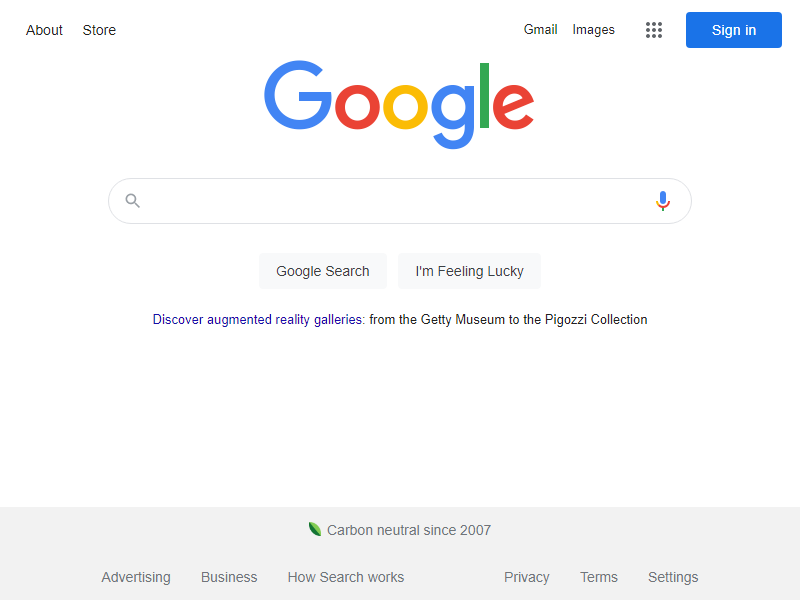 About Store Gmail Images Sign in
Google
Google Search I'm Feeling Lucky
Discover augmented reality galleries: from the Getty Museum to the Pigozzi Collection
Carbon neutral since 2007
Advertising Business How Search works Privacy Terms Settings